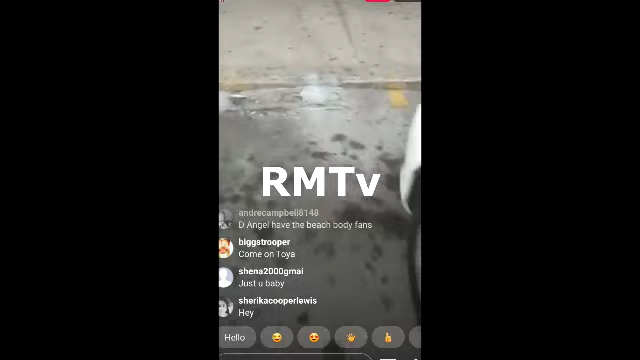 RMTv
andrecampbell8148
D Angel have the beach body fans
biggstrooper
Come on Toya
shena2000gmai
Just u baby
sherikacooperlewis
Hey
Hello